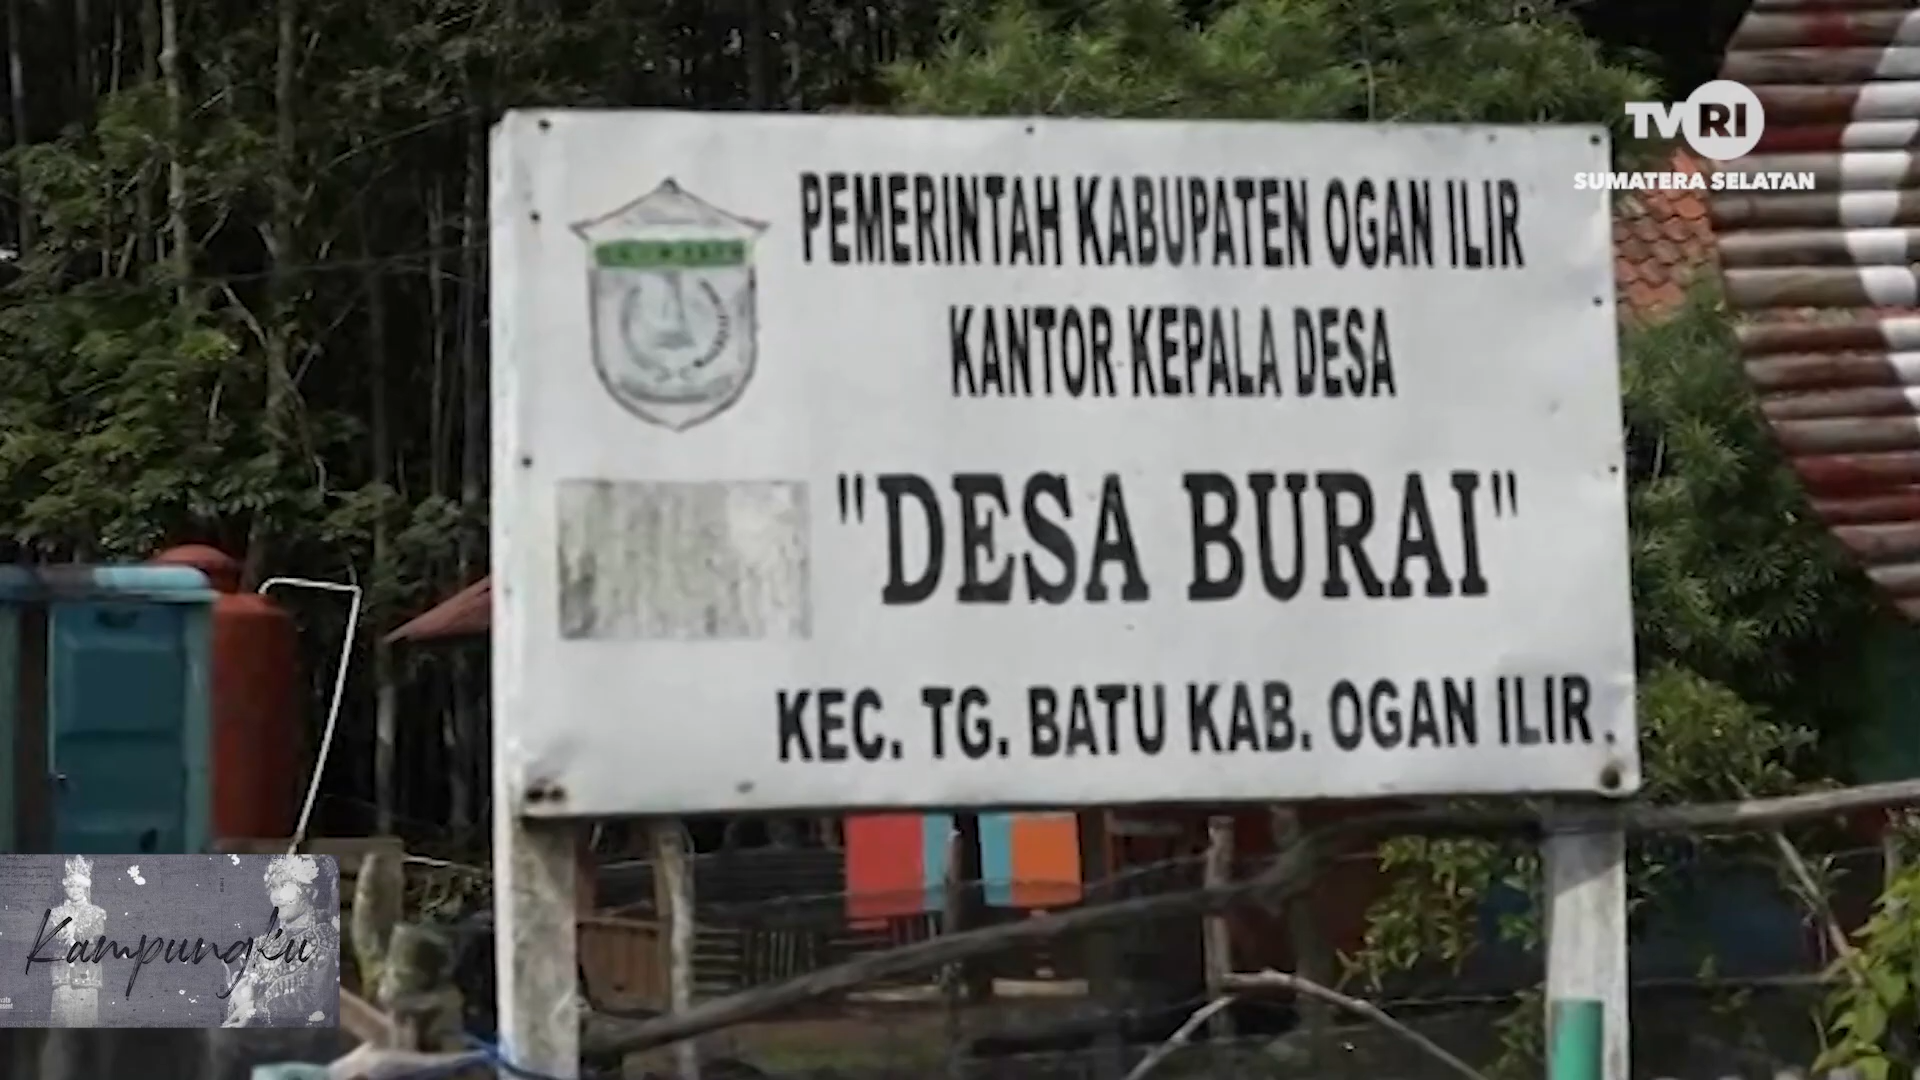 TVRI
SUMATERA SELATAN
PEMERINTAH KABUPATEN OGAN ILIR
KANTOR KEPALA DESA
"DESA BURAI"
KEC. TG. BATU KAB. OGAN ILIR.
Kampungku